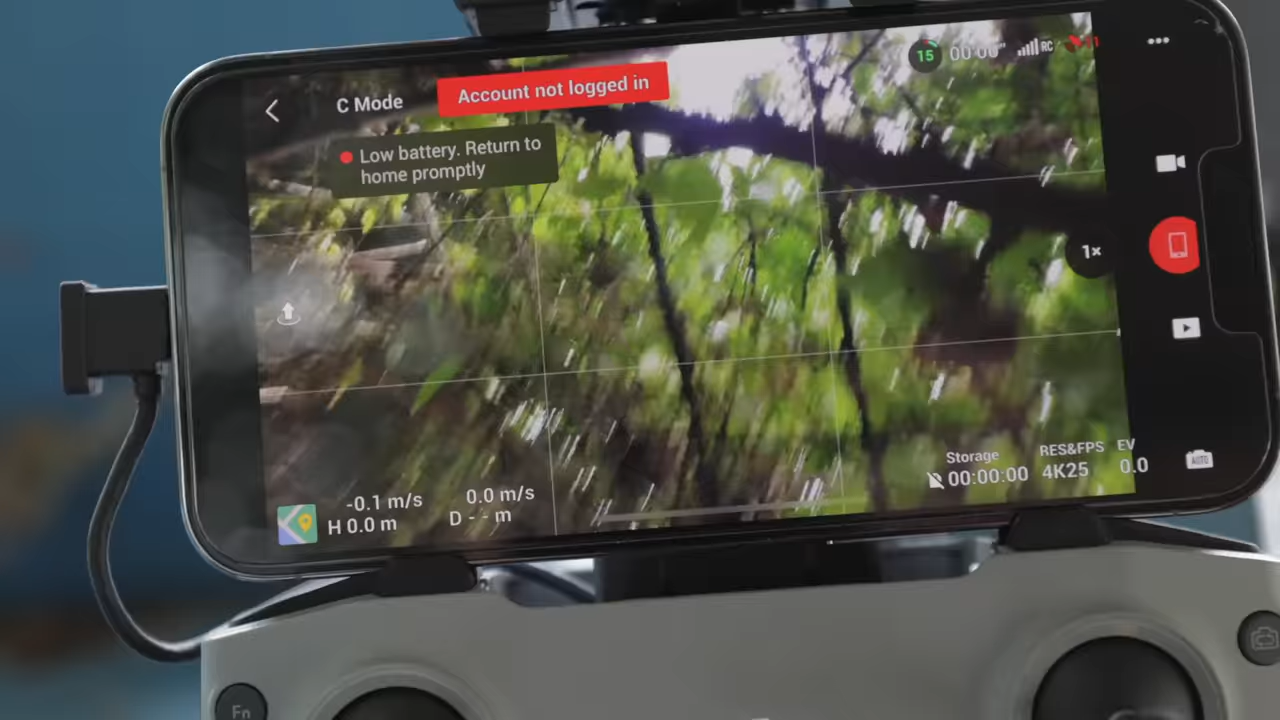 C Mode
Account not logged in
15
00:00"
RC
Low battery. Return to
home promptly
1×
-0.1 m/s
0.0 m/s
H 0.0 m
D - - m
Storage
RES&FPS
EV
00:00:00
4K25
0.0
AUTO
Fn